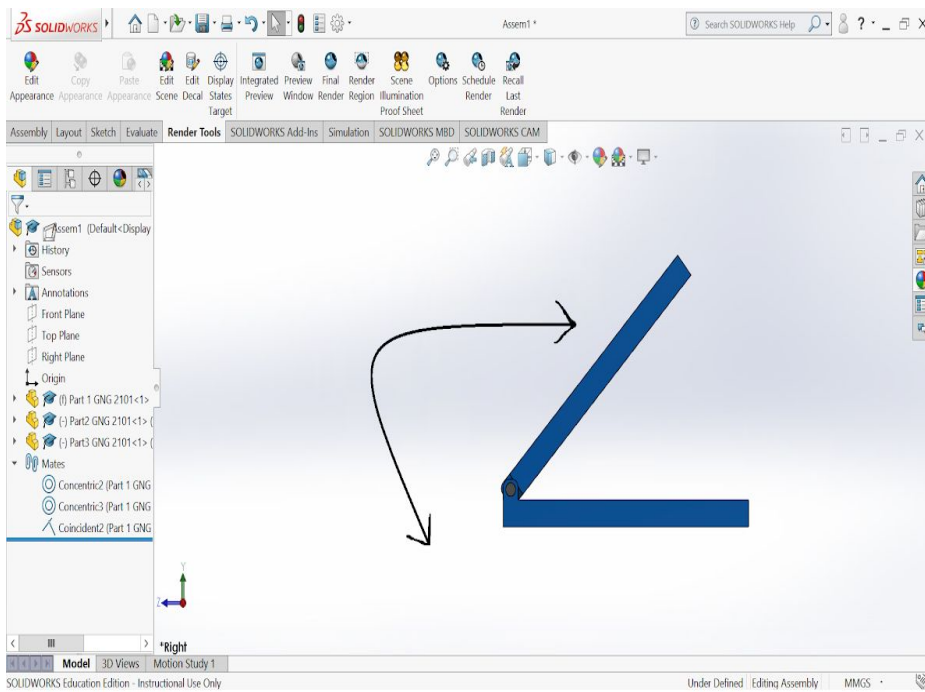 SOLIDWORKS
Assem1 *
Search SOLIDWORKS Help
?
Edit Appearance
Copy Appearance
Paste Appearance
Edit Scene
Edit Decal
Display States Target
Integrated Preview
Preview Window
Final Render
Render Region
Scene Illumination Proof Sheet
Options
Schedule Render
Recall Last Render
Assembly Layout Sketch Evaluate Render Tools SOLIDWORKS Add-Ins Simulation SOLIDWORKS MBD SOLIDWORKS CAM
Assem1 (Default<Display
History
Sensors
Annotations
Front Plane
Top Plane
Right Plane
Origin
(f) Part 1 GNG 2101<1>
(-) Part2 GNG 2101<1> (
(-) Part3 GNG 2101<1> (
Mates
Concentric2 (Part 1 GNG
Concentric3 (Part 1 GNG
Coincident2 (Part 1 GNG
Y
Z
*Right
Model 3D Views Motion Study 1
SOLIDWORKS Education Edition - Instructional Use Only
Under Defined Editing Assembly MMGS